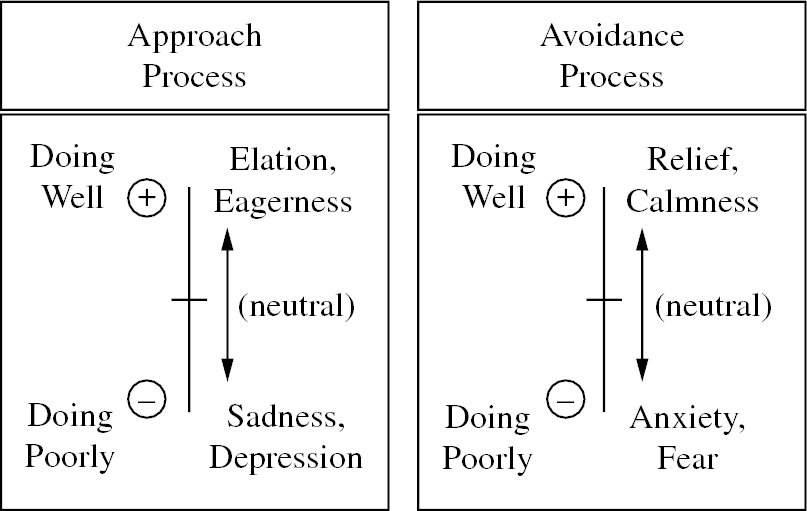 Approach
Process
Doing
Well
+
Elation,
Eagerness
(neutral)
Doing
Poorly
–
Sadness,
Depression
Avoidance
Process
Doing
Well
+
Relief,
Calmness
(neutral)
Doing
Poorly
–
Anxiety,
Fear